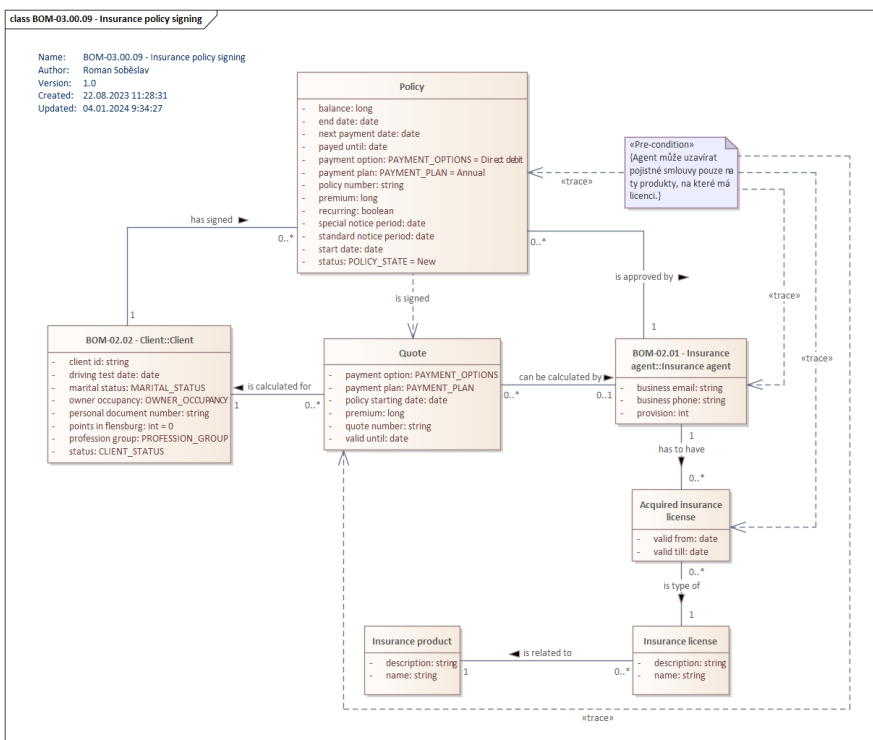 class BOM-03.00.09 - Insurance policy signing
Name: BOM-03.00.09 - Insurance policy signing
Author: Roman Soběslav
Version: 1.0
Created: 22.08.2023 11:28:31
Updated: 04.01.2024 9:34:27
Policy
- balance: long
- end date: date
- next payment date: date
- payed until: date
- payment option: PAYMENT_OPTIONS = Direct debit
- payment plan: PAYMENT_PLAN = Annual
- policy number: string
- premium: long
- recurring: boolean
- special notice period: date
- standard notice period: date
- start date: date
- status: POLICY_STATE = New
«Pre-condition»
{Agent může uzavírat
pojistné smlouvy pouze na
ty produkty, na které má
licenci.}
«trace»
has signed
0..*
0..*
is approved by
is signed
«trace»
«trace»
1
1
BOM-02.02 - Client::Client
- client id: string
- driving test date: date
- marital status: MARITAL_STATUS
- owner occupancy: OWNER_OCCUPANCY
- personal document number: string
- points in flensburg: int = 0
- profession group: PROFESSION_GROUP
- status: CLIENT_STATUS
is calculated for
1
0..*
Quote
- payment option: PAYMENT_OPTIONS
- payment plan: PAYMENT_PLAN
- policy starting date: date
- premium: long
- quote number: string
- valid until: date
can be calculated by
0..*
0..1
BOM-02.01 - Insurance
agent::Insurance agent
- business email: string
- business phone: string
- provision: int
1
has to have
0..*
Acquired insurance
license
- valid from: date
- valid till: date
0..*
is type of
1
Insurance product
- description: string
- name: string
is related to
1
0..*
Insurance license
- description: string
- name: string
«trace»